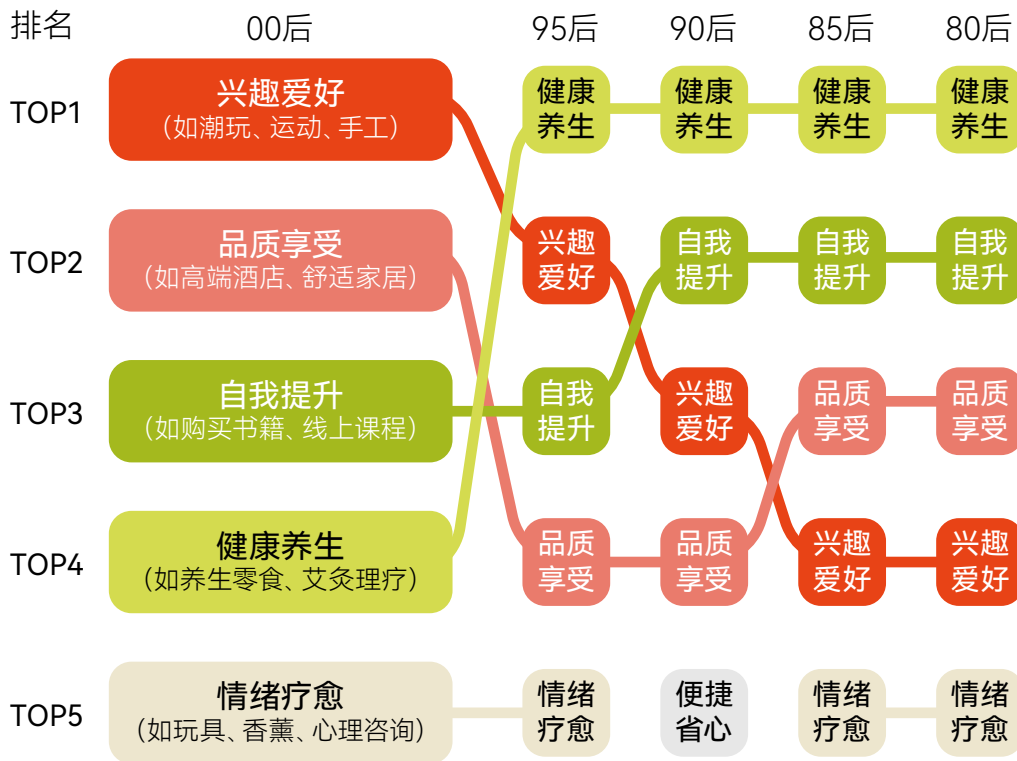 排名 00后 95后 90后 85后 80后
TOP1
兴趣爱好
（如潮玩、运动、手工）
健康
养生
健康
养生
健康
养生
健康
养生
TOP2
品质享受
（如高端酒店、舒适家居）
兴趣
爱好
自我
提升
自我
提升
自我
提升
TOP3
自我提升
（如购买书籍、线上课程）
自我
提升
兴趣
爱好
品质
享受
品质
享受
TOP4
健康养生
（如养生零食、艾灸理疗）
品质
享受
品质
享受
兴趣
爱好
兴趣
爱好
TOP5
情绪疗愈
（如玩具、香薰、心理咨询）
情绪
疗愈
便捷
省心
情绪
疗愈
情绪
疗愈